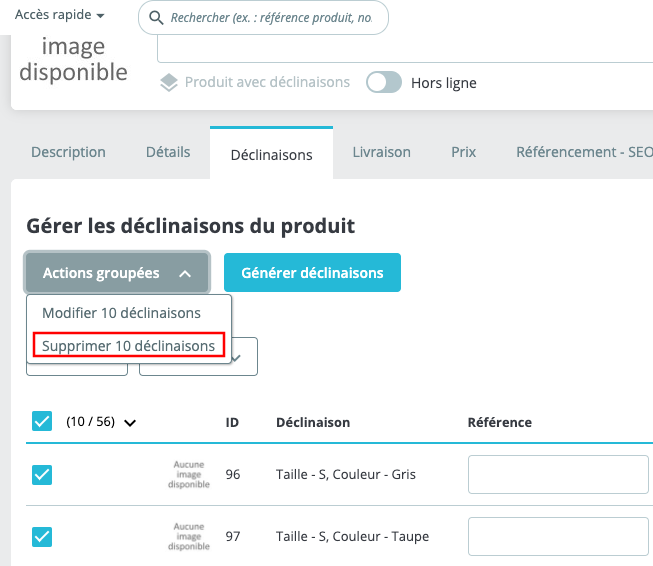 Accès rapide
Rechercher (ex. : référence produit, no.
image
disponible
Produit avec déclinaisons
Hors ligne
Description
Détails
Déclinaisons
Livraison
Prix
Référencement - SEO
Gérer les déclinaisons du produit
Actions groupées
Générer déclinaisons
Modifier 10 déclinaisons
Supprimer 10 déclinaisons
(10 / 56)
ID
Déclinaison
Référence
Aucune
image
disponible
96
Taille - S, Couleur - Gris
Aucune
image
disponible
97
Taille - S, Couleur - Taupe